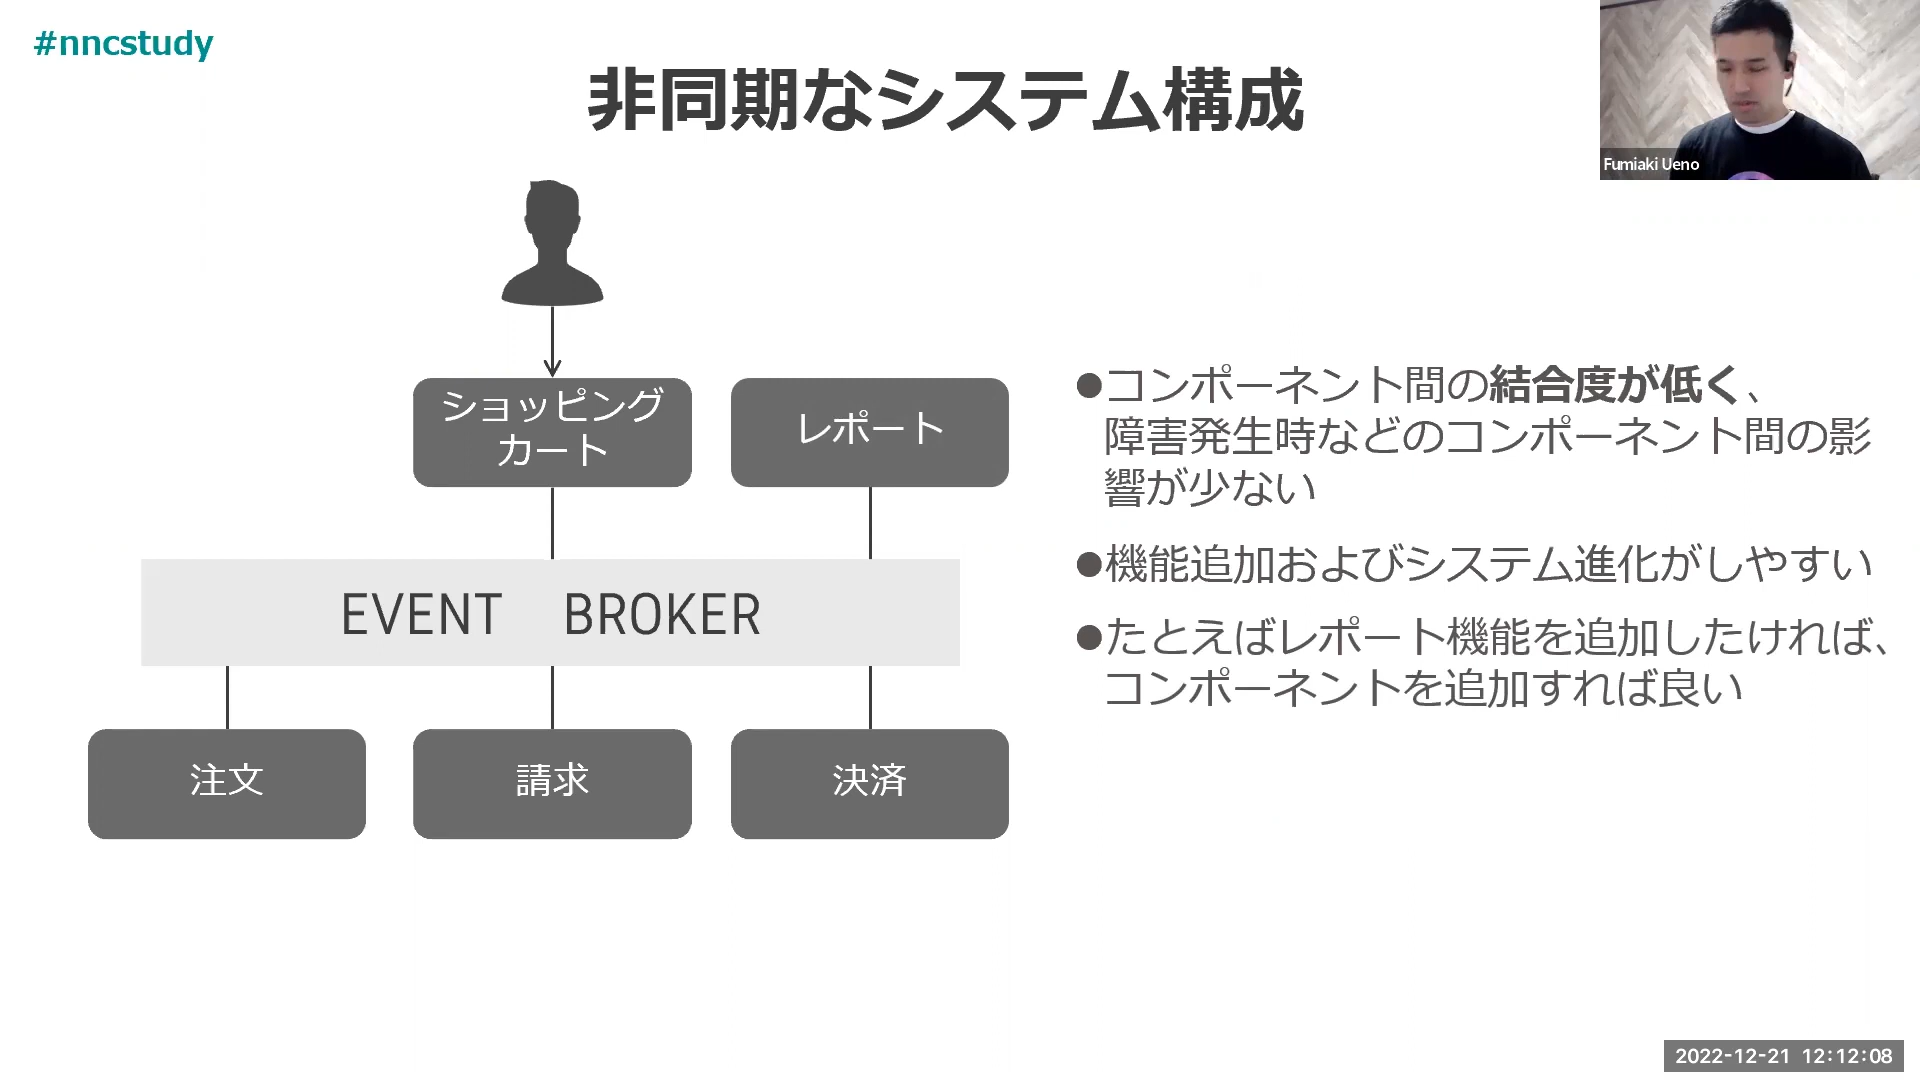 #nncstudy
非同期なシステム構成
Fumiaki Ueno
ショッピング
カート
レポート
EVENT BROKER
注文
請求
決済
●コンポーネント間の結合度が低く、
障害発生時などのコンポーネント間の影
響が少ない
●機能追加およびシステム進化がしやすい
●たとえばレポート機能を追加したければ、
コンポーネントを追加すれば良い
2022-12-21 12:12:08